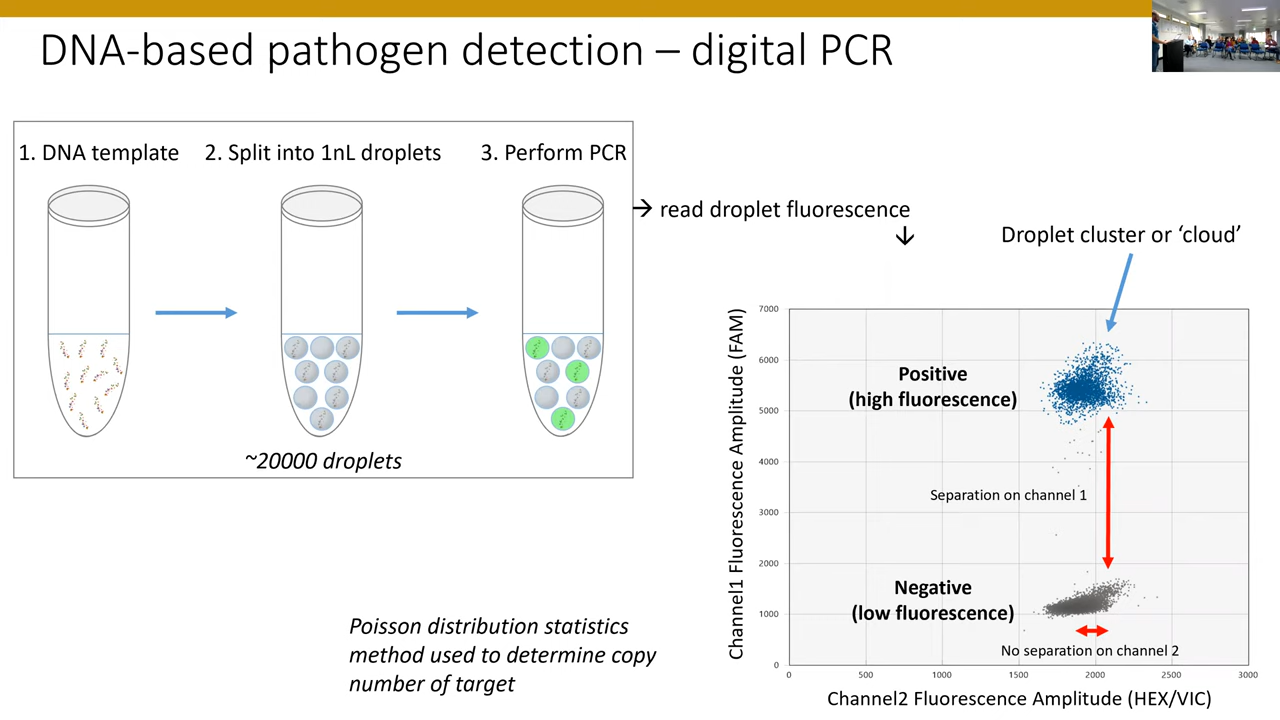 DNA-based pathogen detection – digital PCR
1. DNA template
2. Split into 1nL droplets
3. Perform PCR
~20000 droplets
→ read droplet fluorescence
↓
Droplet cluster or ‘cloud’
Channel1 Fluorescence Amplitude (FAM)
7000
6000
5000
4000
3000
2000
1000
0
Positive
(high fluorescence)
Separation on channel 1
Negative
(low fluorescence)
No separation on channel 2
0
500
1000
1500
2000
2500
3000
Channel2 Fluorescence Amplitude (HEX/VIC)
Poisson distribution statistics
method used to determine copy
number of target